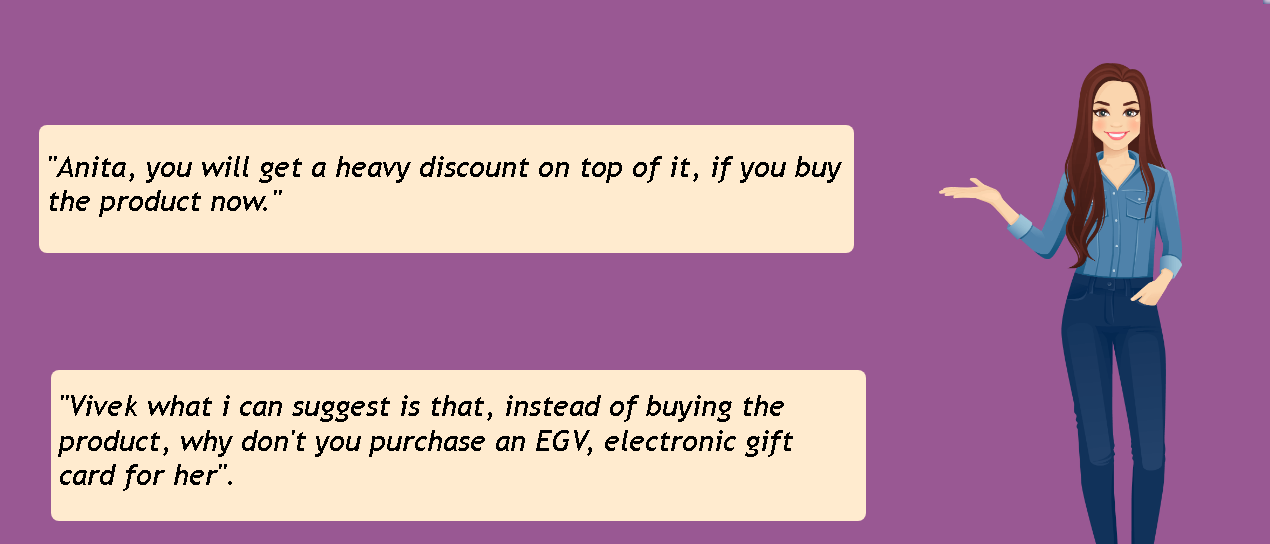 "Anita, you will get a heavy discount on top of it, if you buy
the product now."
"Vivek what i can suggest is that, instead of buying the
product, why don't you purchase an EGV, electronic gift
card for her".